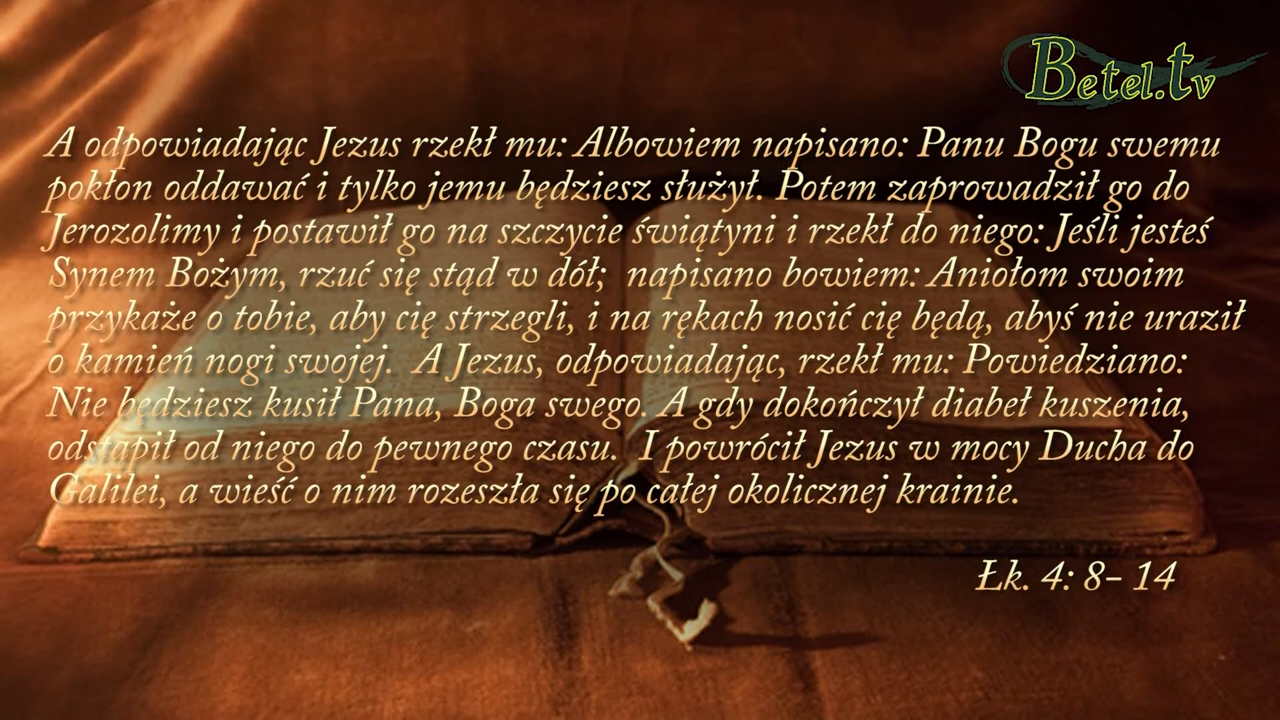 Betel.tv
A odpowiadając Jezus rzekł mu: Albowiem napisano: Panu Bogu swemu
pokłon oddawać i tylko jemu będziesz służył. Potem zaprowadził go do
Jerozolimy i postawił go na szczycie świątyni i rzekł do niego: Jeśli jesteś
Synem Bożym, rzuć się stąd w dół;  napisano bowiem: Aniołom swoim
przykaże o tobie, aby cię strzegli, i na rękach nosić cię będą, abyś nie uraził
o kamień nogi swojej.  A Jezus, odpowiadając, rzekł mu: Powiedziano:
Nie będziesz kusił Pana, Boga swego. A gdy dokończył diabeł kuszenia,
odstąpił od niego do pewnego czasu.  I powrócił Jezus w mocy Ducha do
Galilei, a wieść o nim rozeszła się po całej okolicznej krainie.
Łk. 4: 8– 14